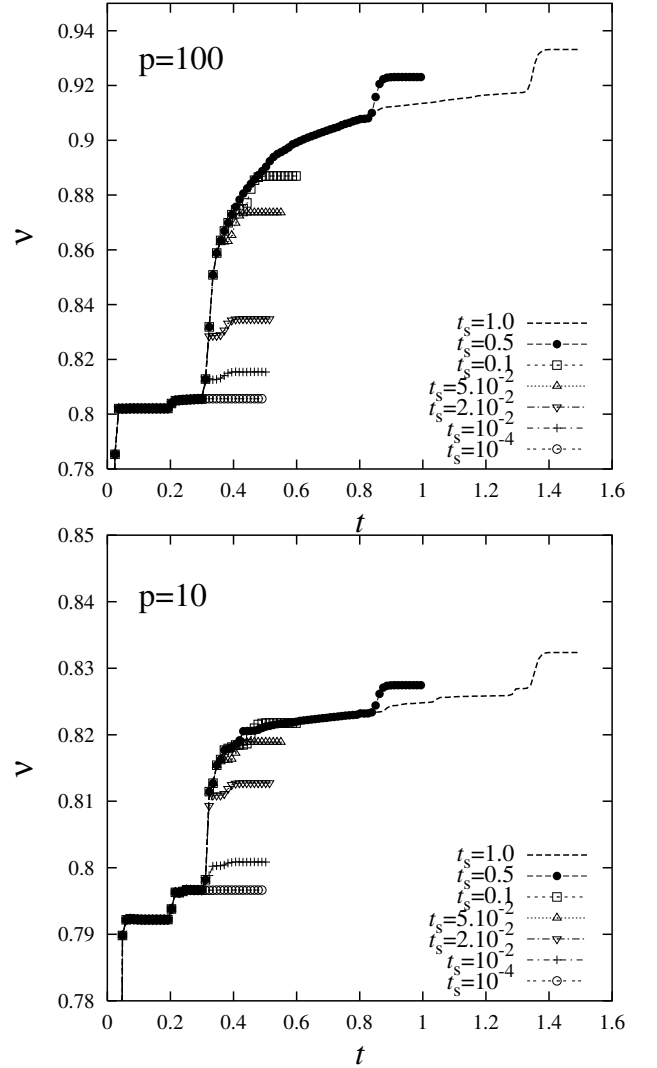 p=100
0.94
0.92
0.9
0.88
0.86
0.84
0.82
0.8
0.78
ν
t_s=1.0
t_s=0.5
t_s=0.1
t_s=5.10^-2
t_s=2.10^-2
t_s=10^-2
t_s=10^-4
0 0.2 0.4 0.6 0.8 1 1.2 1.4 1.6
t
p=10
0.85
0.84
0.83
0.82
0.81
0.8
0.79
0.78
ν
t_s=1.0
t_s=0.5
t_s=0.1
t_s=5.10^-2
t_s=2.10^-2
t_s=10^-2
t_s=10^-4
0 0.2 0.4 0.6 0.8 1 1.2 1.4 1.6
t